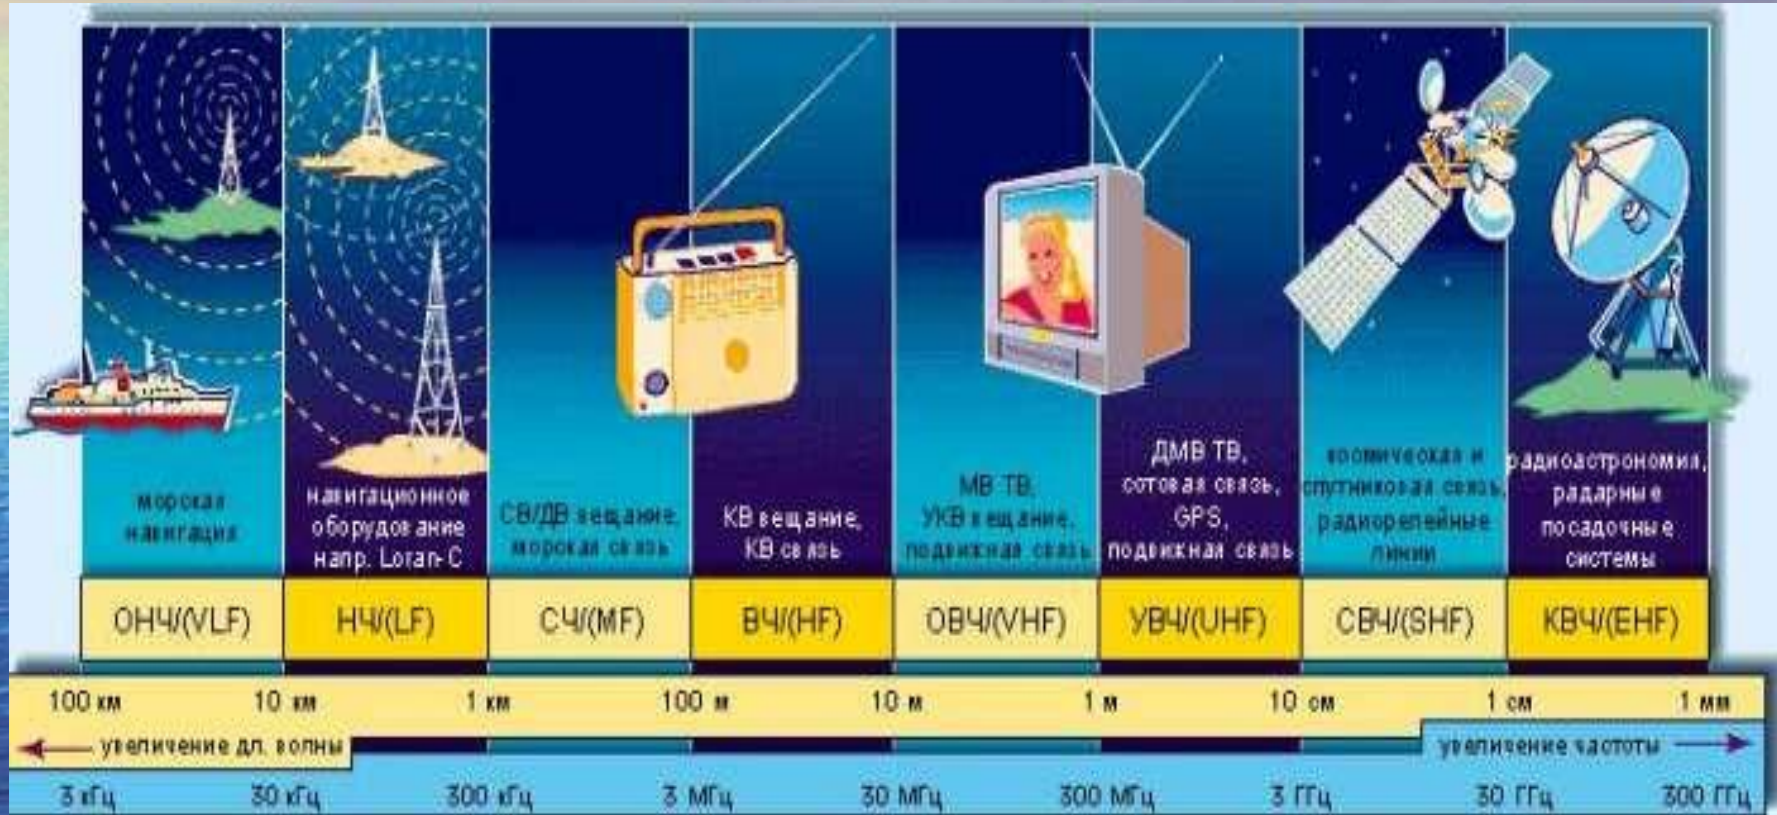 морская
навигация
навигационное
оборудование
напр. Loran-C
СВ/ДВ вещание,
морская связь
КВ вещание,
КВ связь
МВ ТВ,
УКВ вещание,
подвижная связь
ДМВ ТВ,
сотовая связь,
GPS,
подвижная связь
космическая и
спутниковая связь,
радиорелейные
линии
радиоастрономия,
радарные
посадочные
системы
ОНЧ/(VLF) НЧ/(LF) СЧ/(MF) ВЧ/(HF) ОВЧ/(VHF) УВЧ/(UHF) СВЧ/(SHF) КВЧ/(EHF)
100 км 10 км 1 км 100 м 10 м 1 м 10 см 1 см 1 мм
увеличение дл. волны увеличение частоты
3 кГц 30 кГц 300 кГц 3 МГц 30 МГц 300 МГц 3 ГГц 30 ГГц 300 ГГц